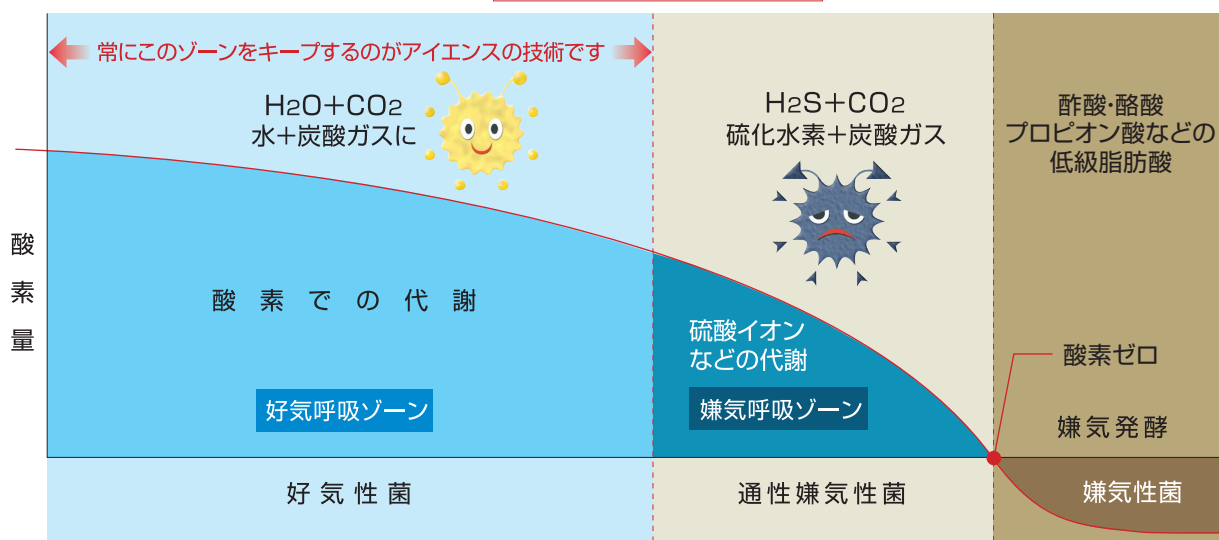 常にこのゾーンをキープするのがアイエンスの技術です
H2O+CO2
水+炭酸ガスに
H2S+CO2
硫化水素+炭酸ガス
酢酸・酪酸
プロピオン酸などの
低級脂肪酸
酸素量
酸素での代謝
硫酸イオン
などの代謝
酸素ゼロ
好気呼吸ゾーン
嫌気呼吸ゾーン
嫌気発酵
好気性菌
通性嫌気性菌
嫌気性菌